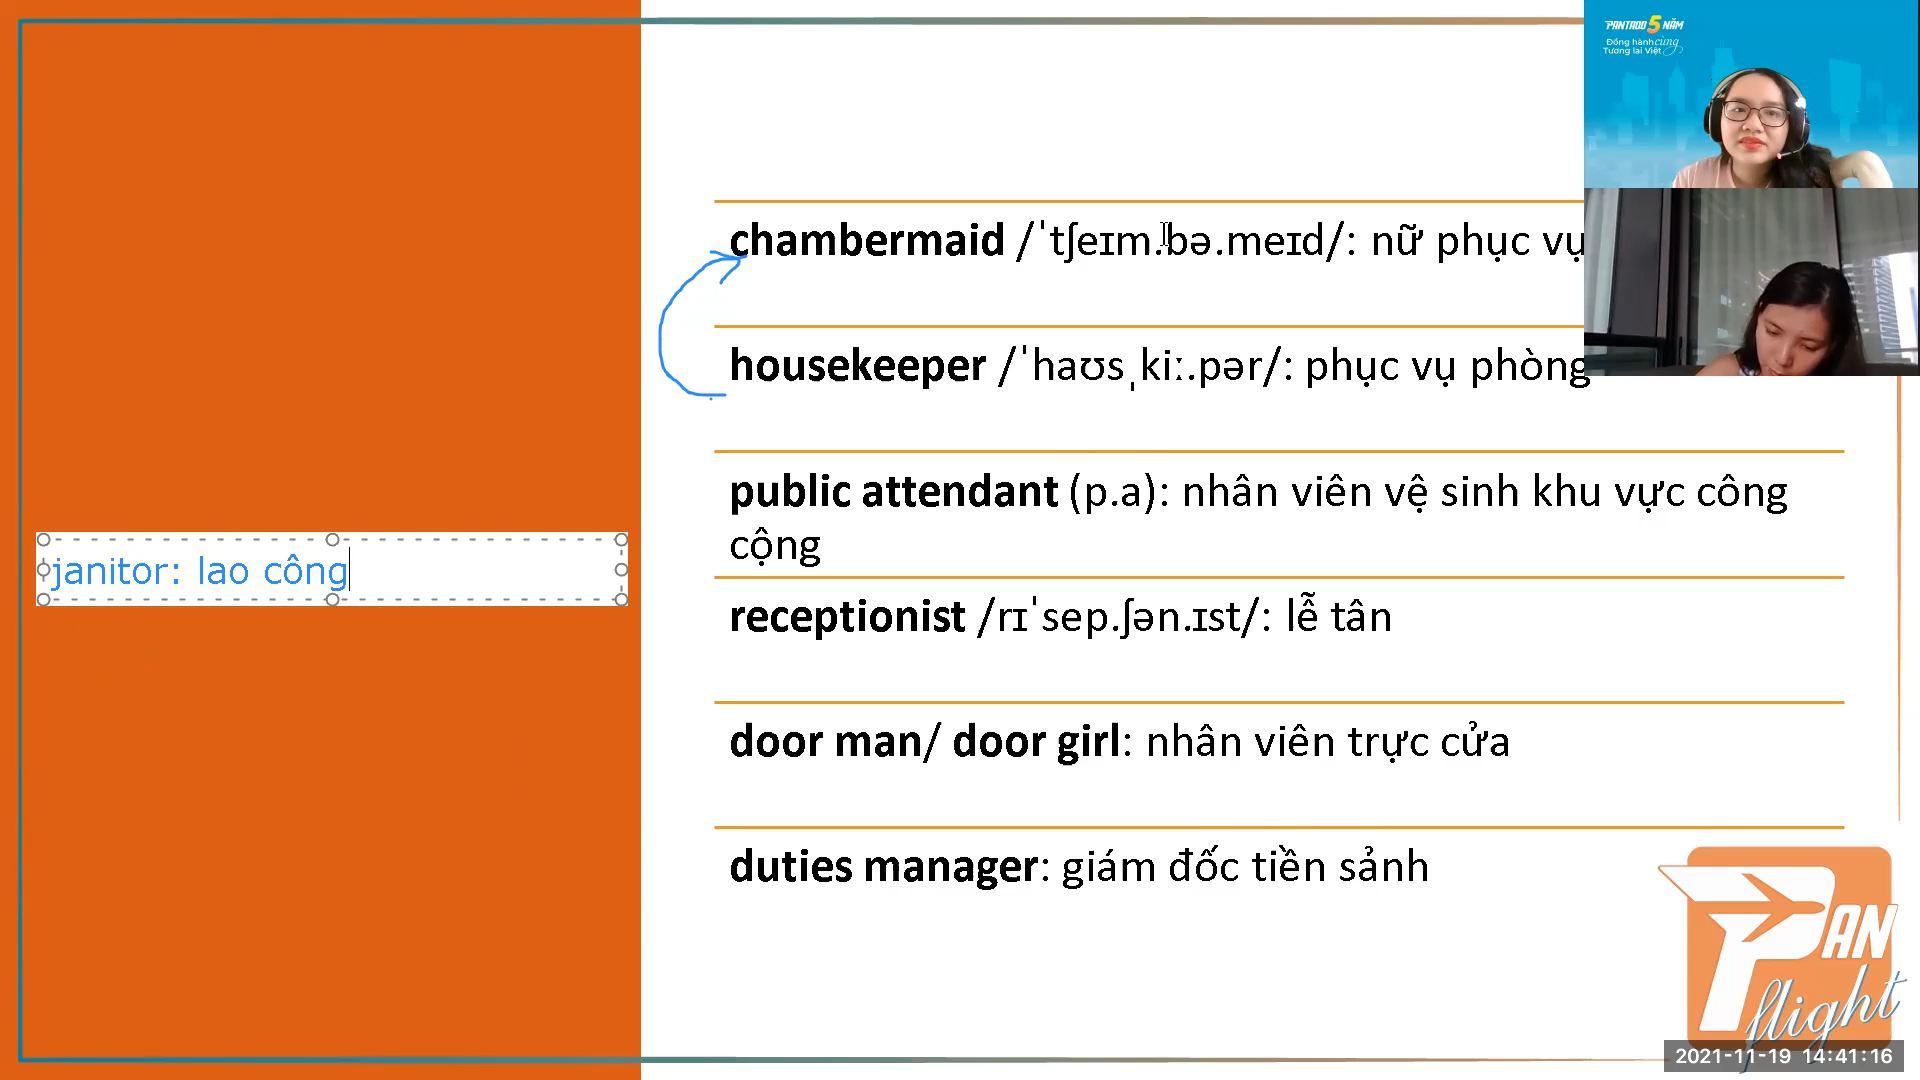 PANTADO 5 NĂM
Đồng hành cùng
Tương lai Việt
chambermaid /ˈtʃeɪm.bə.meɪd/: nữ phục vụ
housekeeper /ˈhaʊsˌkiː.pər/: phục vụ phòng
public attendant (p.a): nhân viên vệ sinh khu vực công
cộng
janitor: lao công
receptionist /rɪˈsep.ʃən.ɪst/: lễ tân
door man/ door girl: nhân viên trực cửa
duties manager: giám đốc tiền sảnh
PAN
flight
2021-11-19 14:41:16